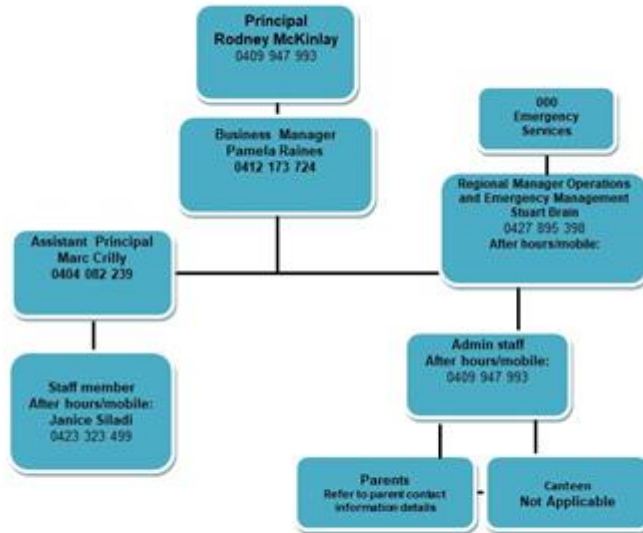 Principal
Rodney McKinlay
0409 947 993
Business Manager
Pamela Raines
0412 173 724
000
Emergency
Services
Regional Manager Operations
and Emergency Management
Stuart Brain
0427 895 398
After hours/mobile:
Assistant Principal
Marc Crilly
0404 082 239
Staff member
After hours/mobile:
Janice Siladi
0423 323 499
Admin staff
After hours/mobile:
0409 947 993
Parents
Refer to parent contact
information details
Canteen
Not Applicable